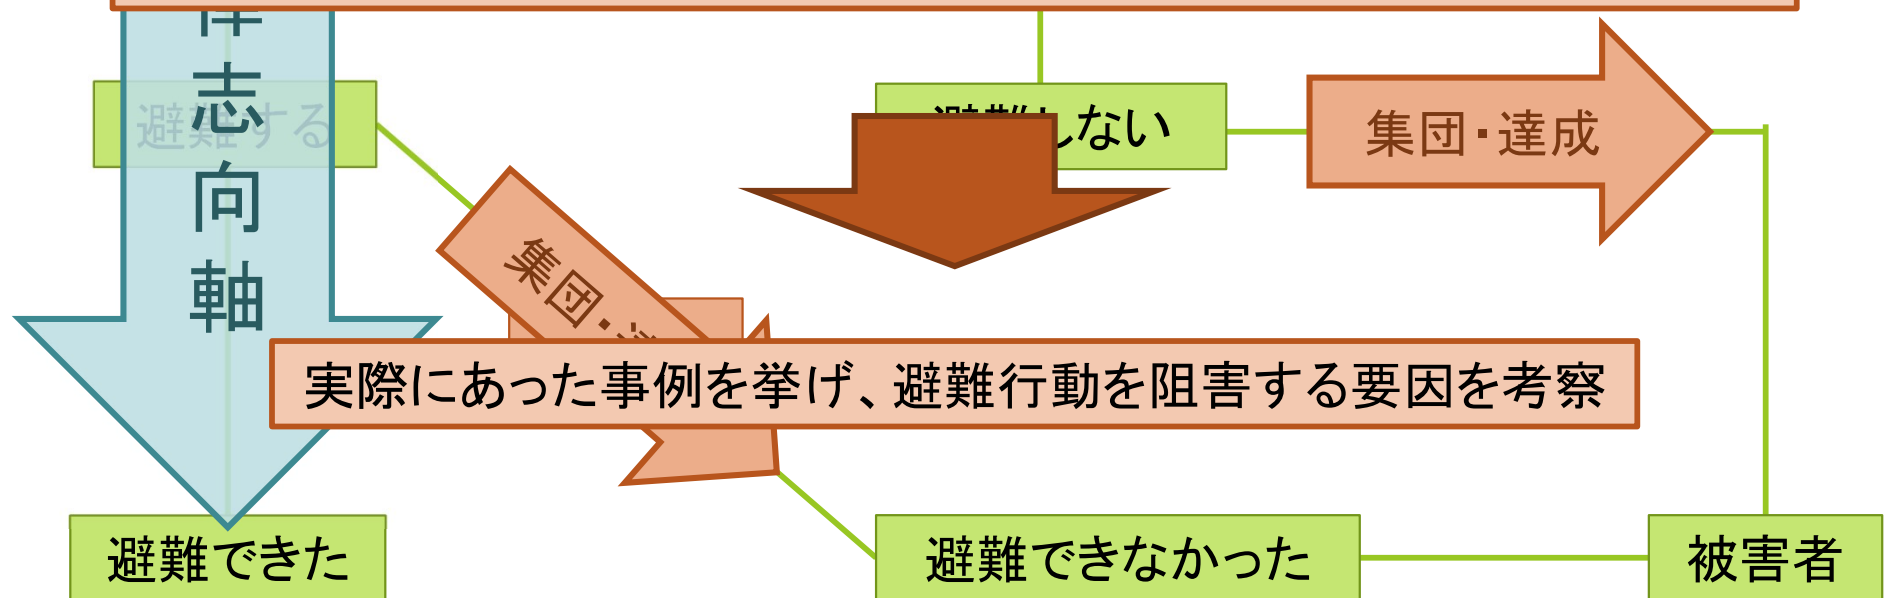 志向軸
避難する
避難しない
集団・達成
集団・
実際にあった事例を挙げ、避難行動を阻害する要因を考察
避難できた
避難できなかった
被害者